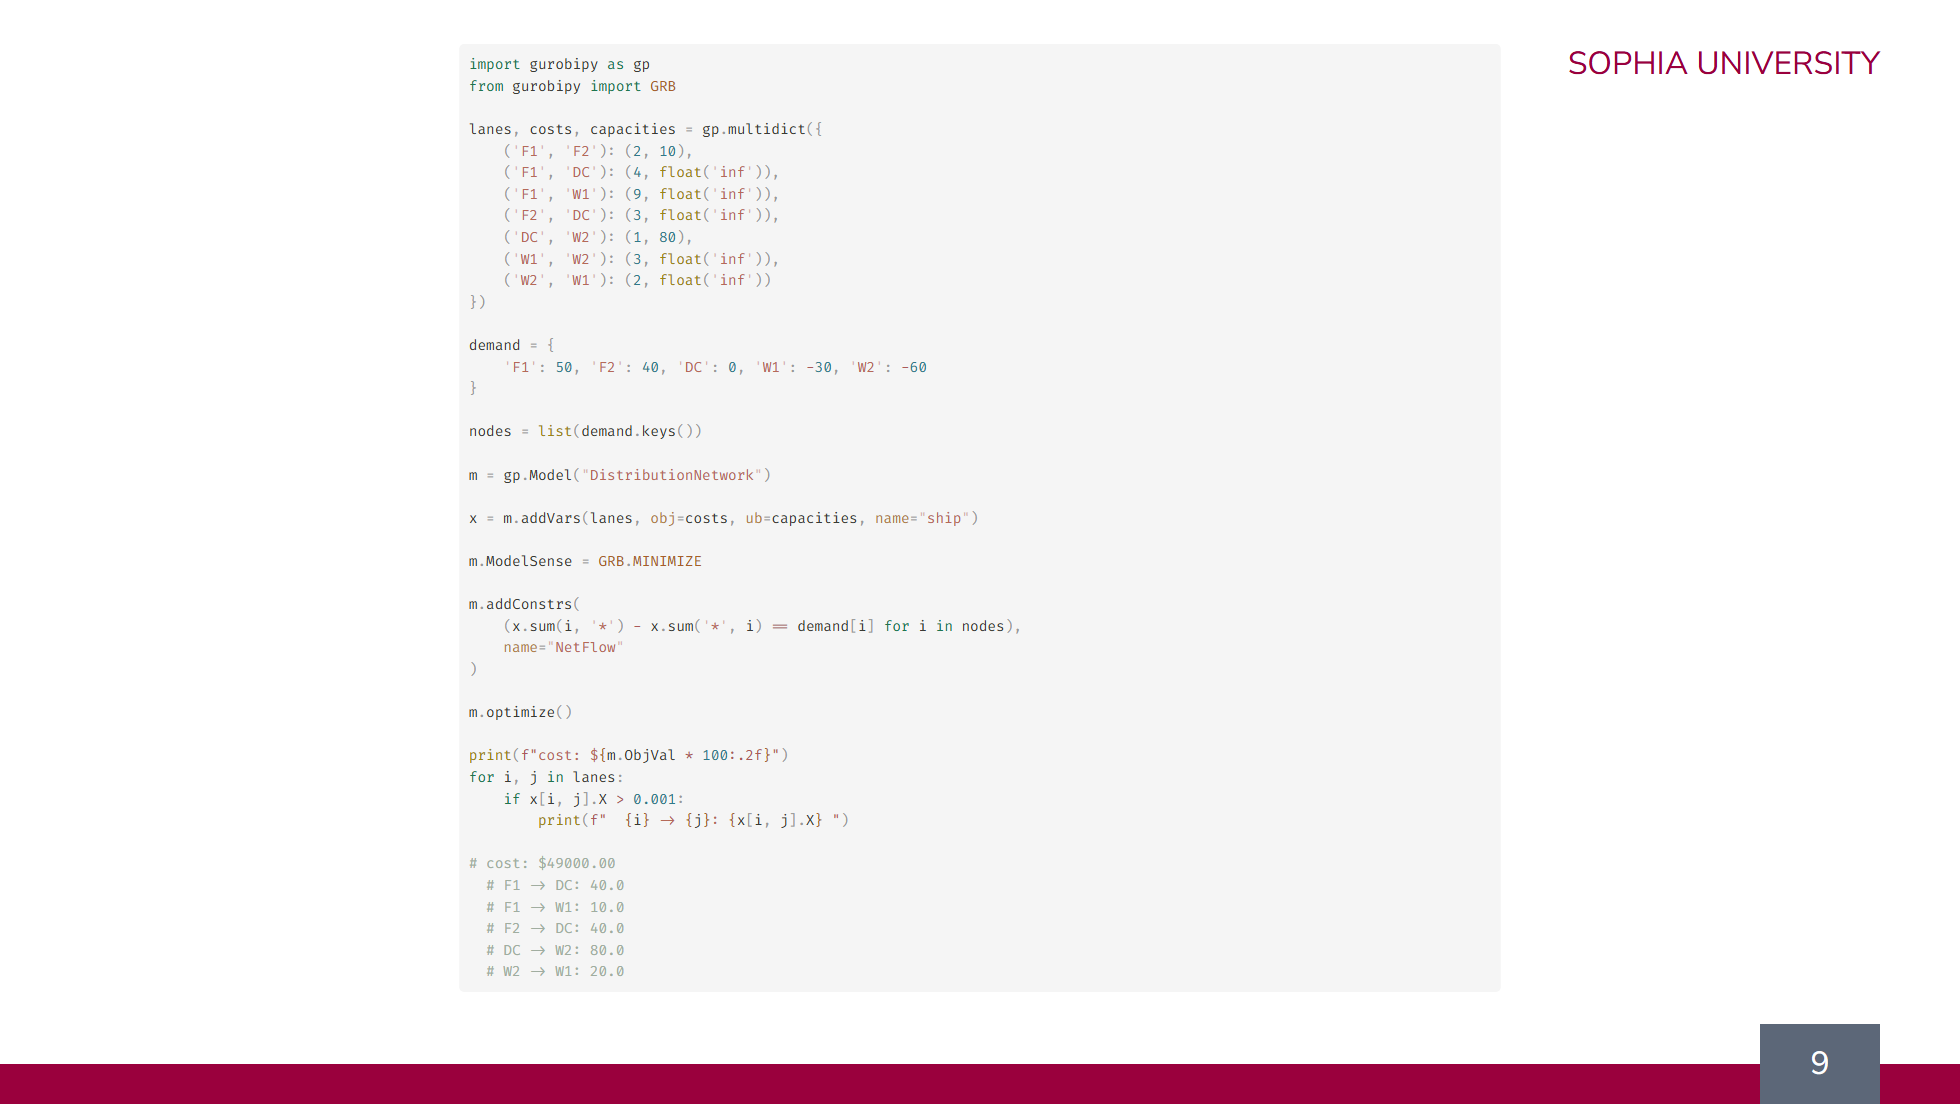 SOPHIA UNIVERSITY
import gurobipy as gp
from gurobipy import GRB

lanes, costs, capacities = gp.multidict({
    ('F1', 'F2'): (2, 10),
    ('F1', 'DC'): (4, float('inf')),
    ('F1', 'W1'): (9, float('inf')),
    ('F2', 'DC'): (3, float('inf')),
    ('DC', 'W2'): (1, 80),
    ('W1', 'W2'): (3, float('inf')),
    ('W2', 'W1'): (2, float('inf'))
})

demand = {
    'F1': 50, 'F2': 40, 'DC': 0, 'W1': -30, 'W2': -60
}

nodes = list(demand.keys())

m = gp.Model("DistributionNetwork")

x = m.addVars(lanes, obj=costs, ub=capacities, name="ship")

m.ModelSense = GRB.MINIMIZE

m.addConstrs(
    (x.sum(i, '*') - x.sum('*', i) == demand[i] for i in nodes),
    name="NetFlow"
)

m.optimize()

print(f"cost: ${m.ObjVal * 100:.2f}")
for i, j in lanes:
    if x[i, j].X > 0.001:
        print(f"  {i} -> {j}: {x[i, j].X} ")

# cost: $49000.00
  # F1 -> DC: 40.0
  # F1 -> W1: 10.0
  # F2 -> DC: 40.0
  # DC -> W2: 80.0
  # W2 -> W1: 20.0
9